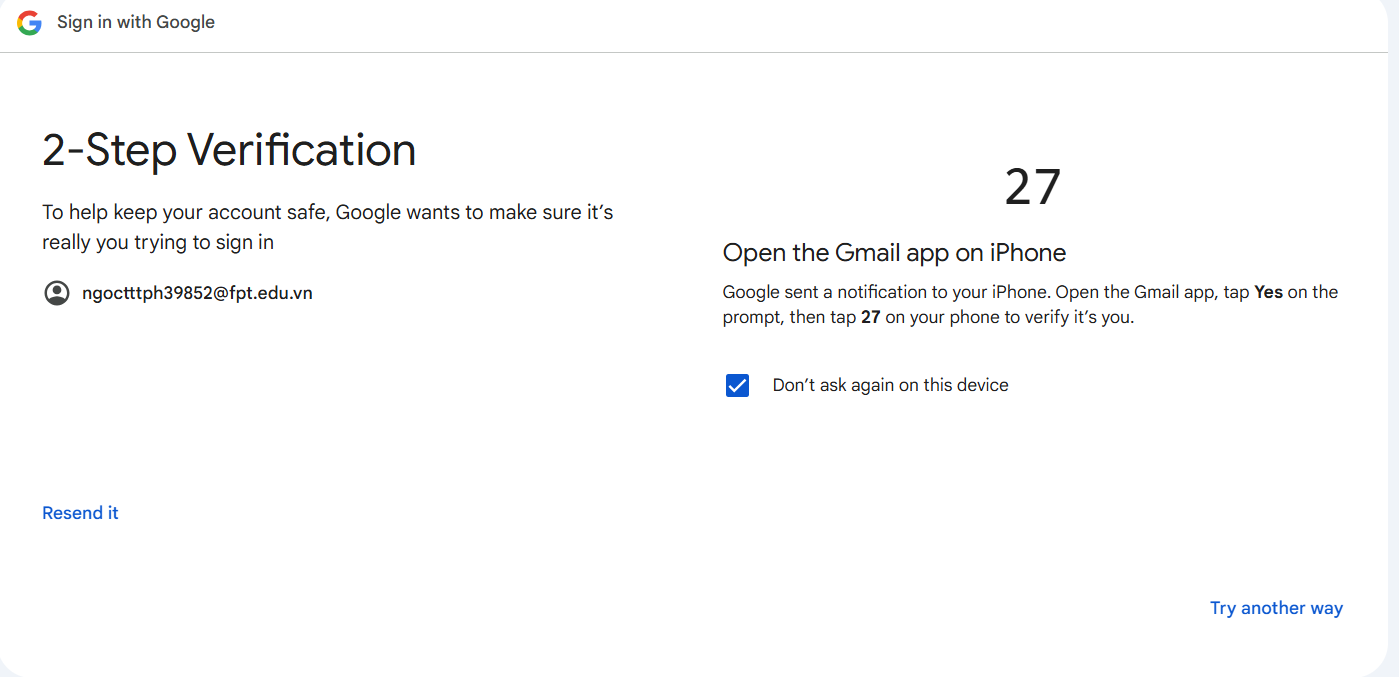 Sign in with Google
2-Step Verification
To help keep your account safe, Google wants to make sure it’s
really you trying to sign in
ngoctttph39852@fpt.edu.vn
Resend it
27
Open the Gmail app on iPhone
Google sent a notification to your iPhone. Open the Gmail app, tap Yes on the
prompt, then tap 27 on your phone to verify it’s you.
Don’t ask again on this device
Try another way